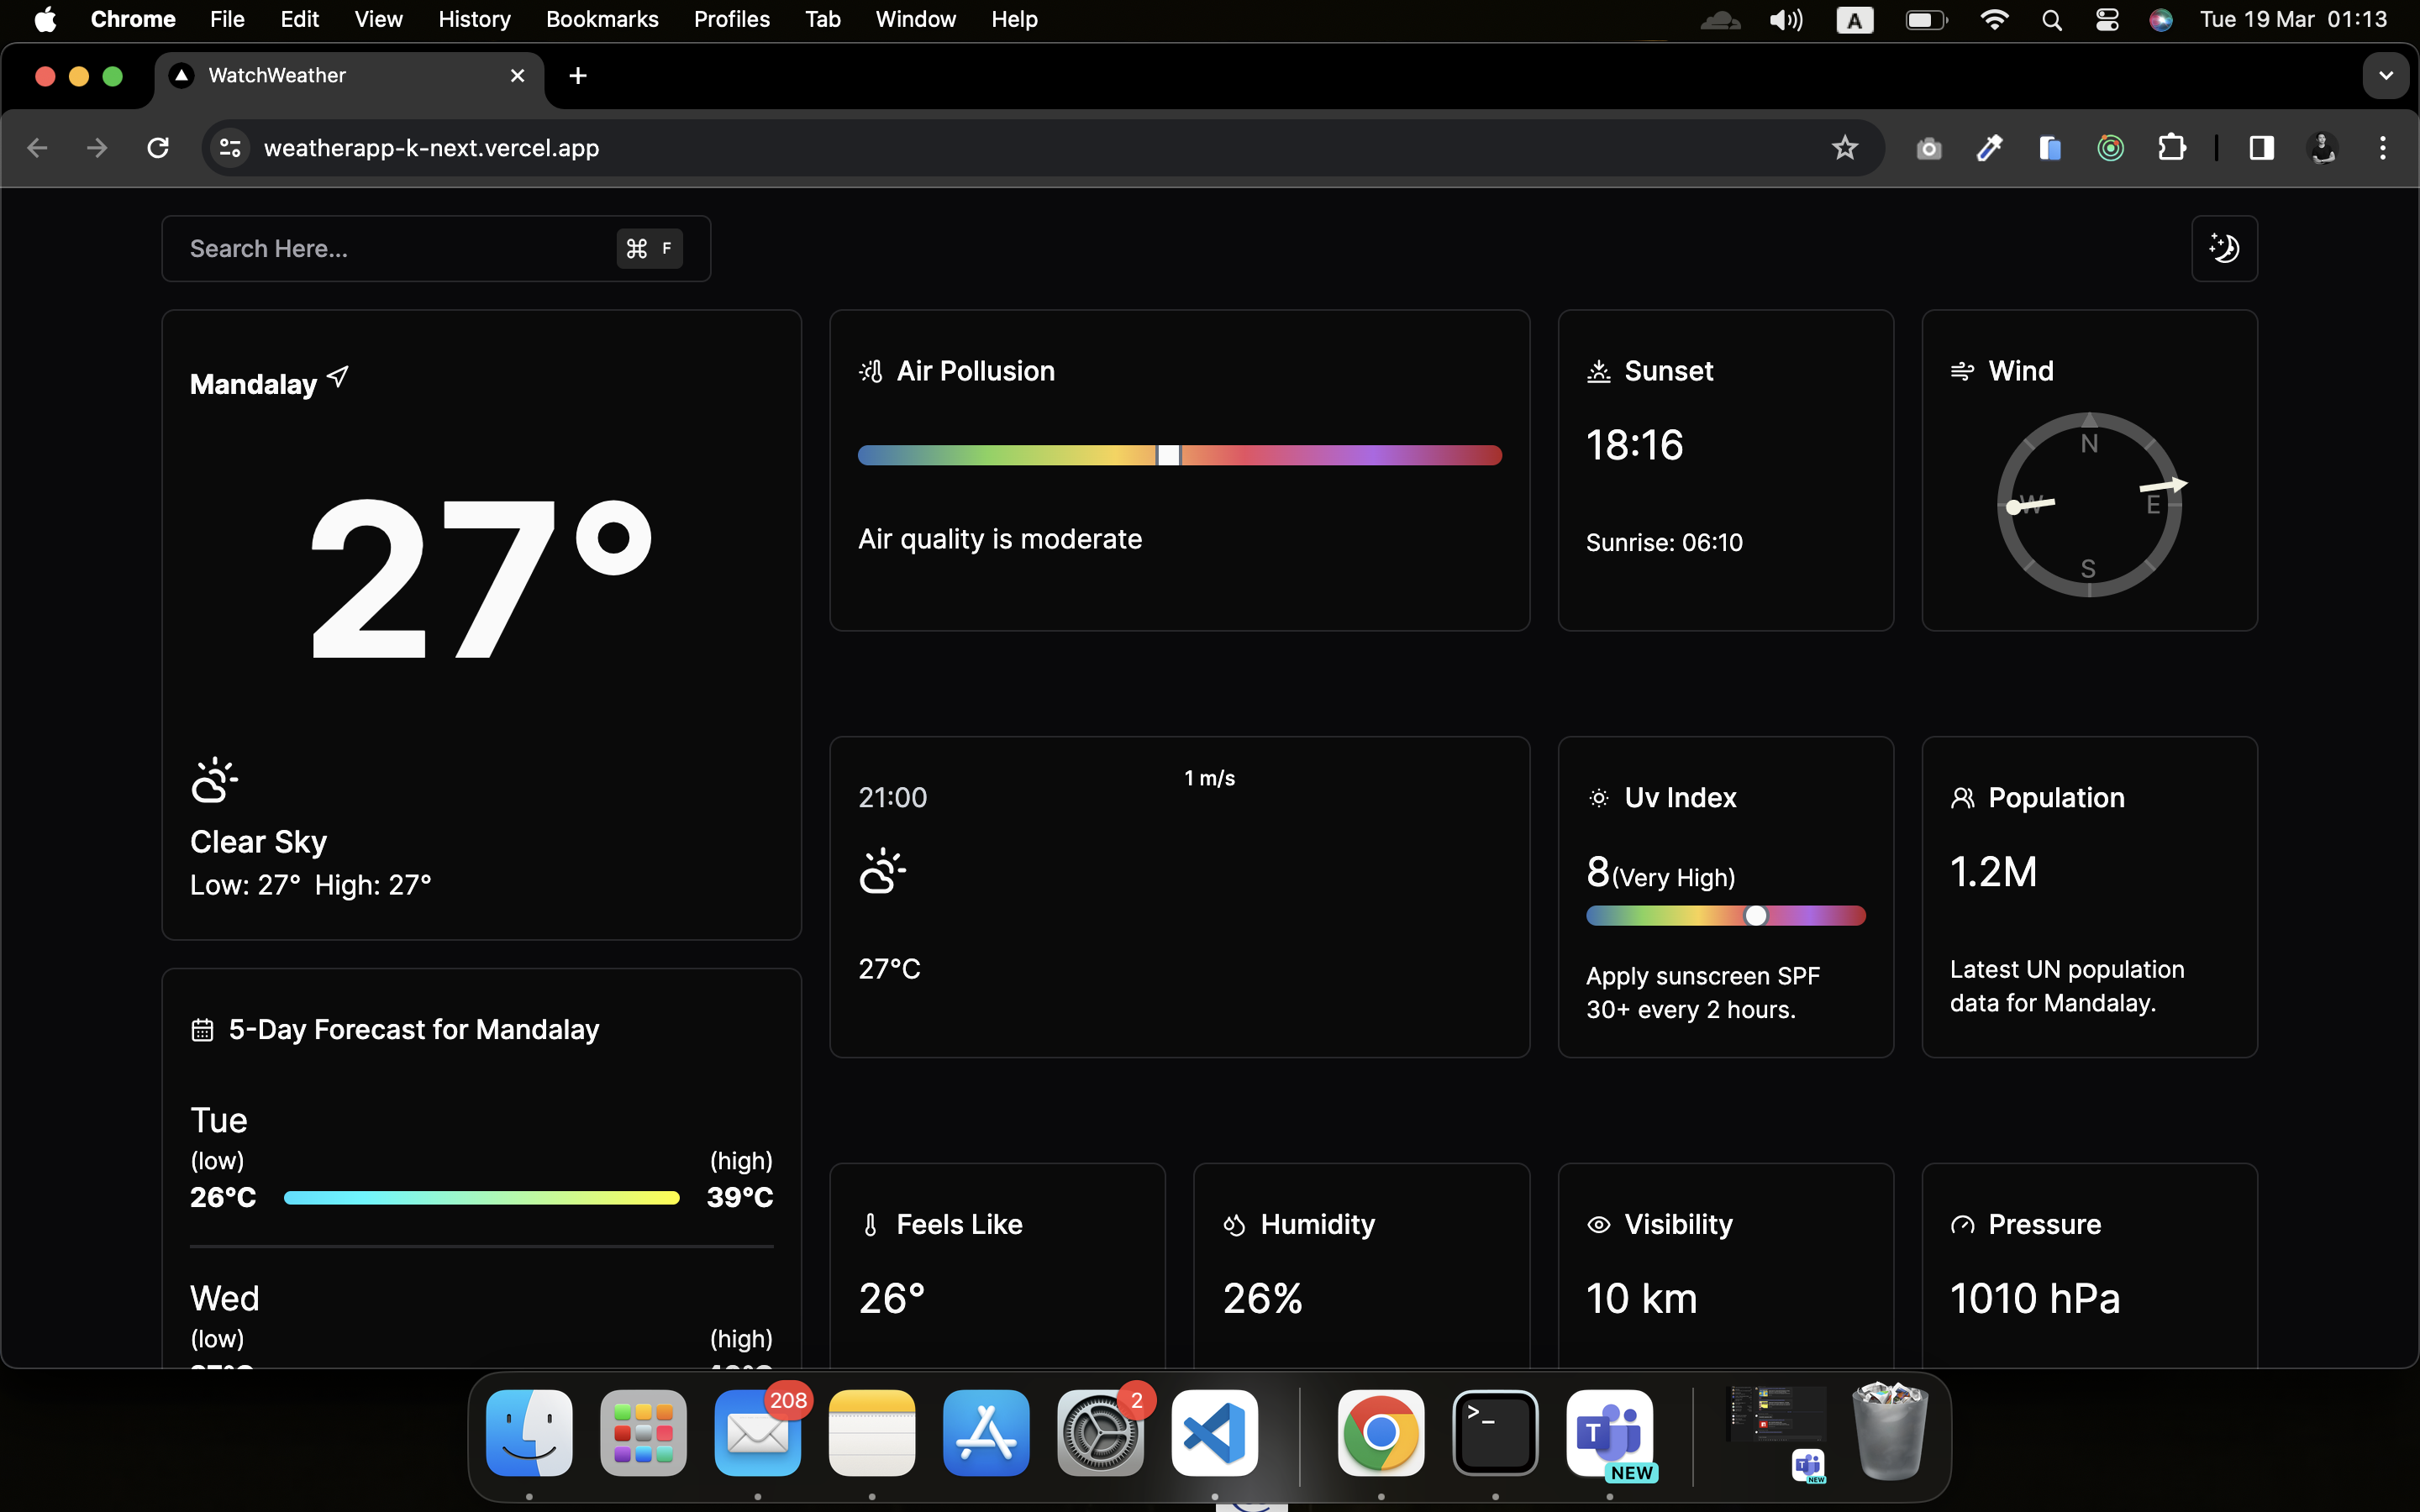 Chrome File Edit View History Bookmarks Profiles Tab Window Help A Tue 19 Mar 01:13
WatchWeather
weatherapp-k-next.vercel.app
Search Here... ⌘ F
Mandalay
27°
Clear Sky
Low: 27° High: 27°
Air Pollusion
Air quality is moderate
Sunset
18:16
Sunrise: 06:10
Wind
N
W E
S
1 m/s
21:00
27°C
Uv Index
8(Very High)
Apply sunscreen SPF
30+ every 2 hours.
Population
1.2M
Latest UN population
data for Mandalay.
5-Day Forecast for Mandalay
Tue
(low) (high)
26°C 39°C
Wed
(low) (high)
Feels Like
26°
Humidity
26%
Visibility
10 km
Pressure
1010 hPa
208
2
>_
T
NEW
T
NEW